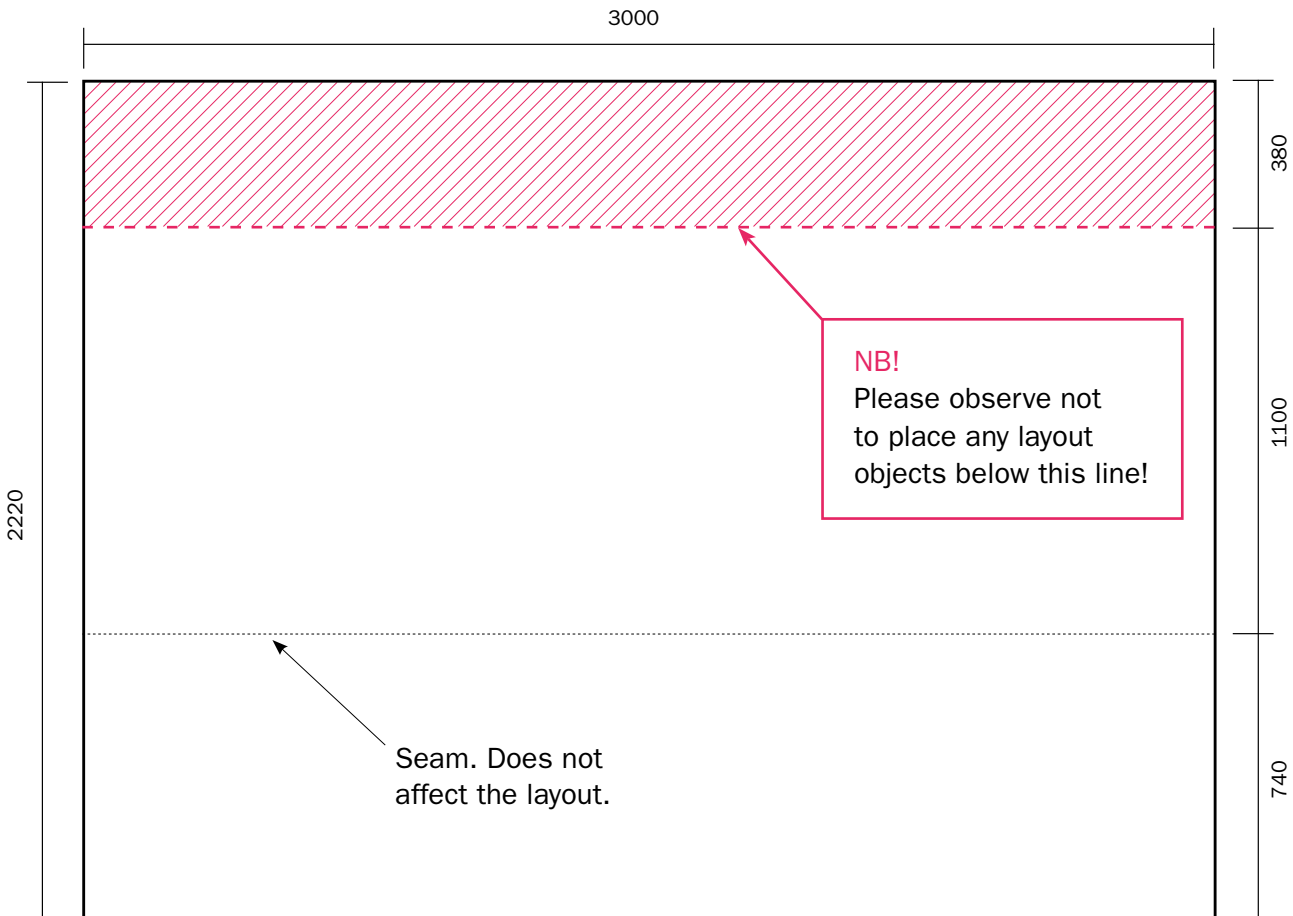 3000
380
NB!
Please observe not
to place any layout
objects below this line!
1100
2220
Seam. Does not
affect the layout.
740